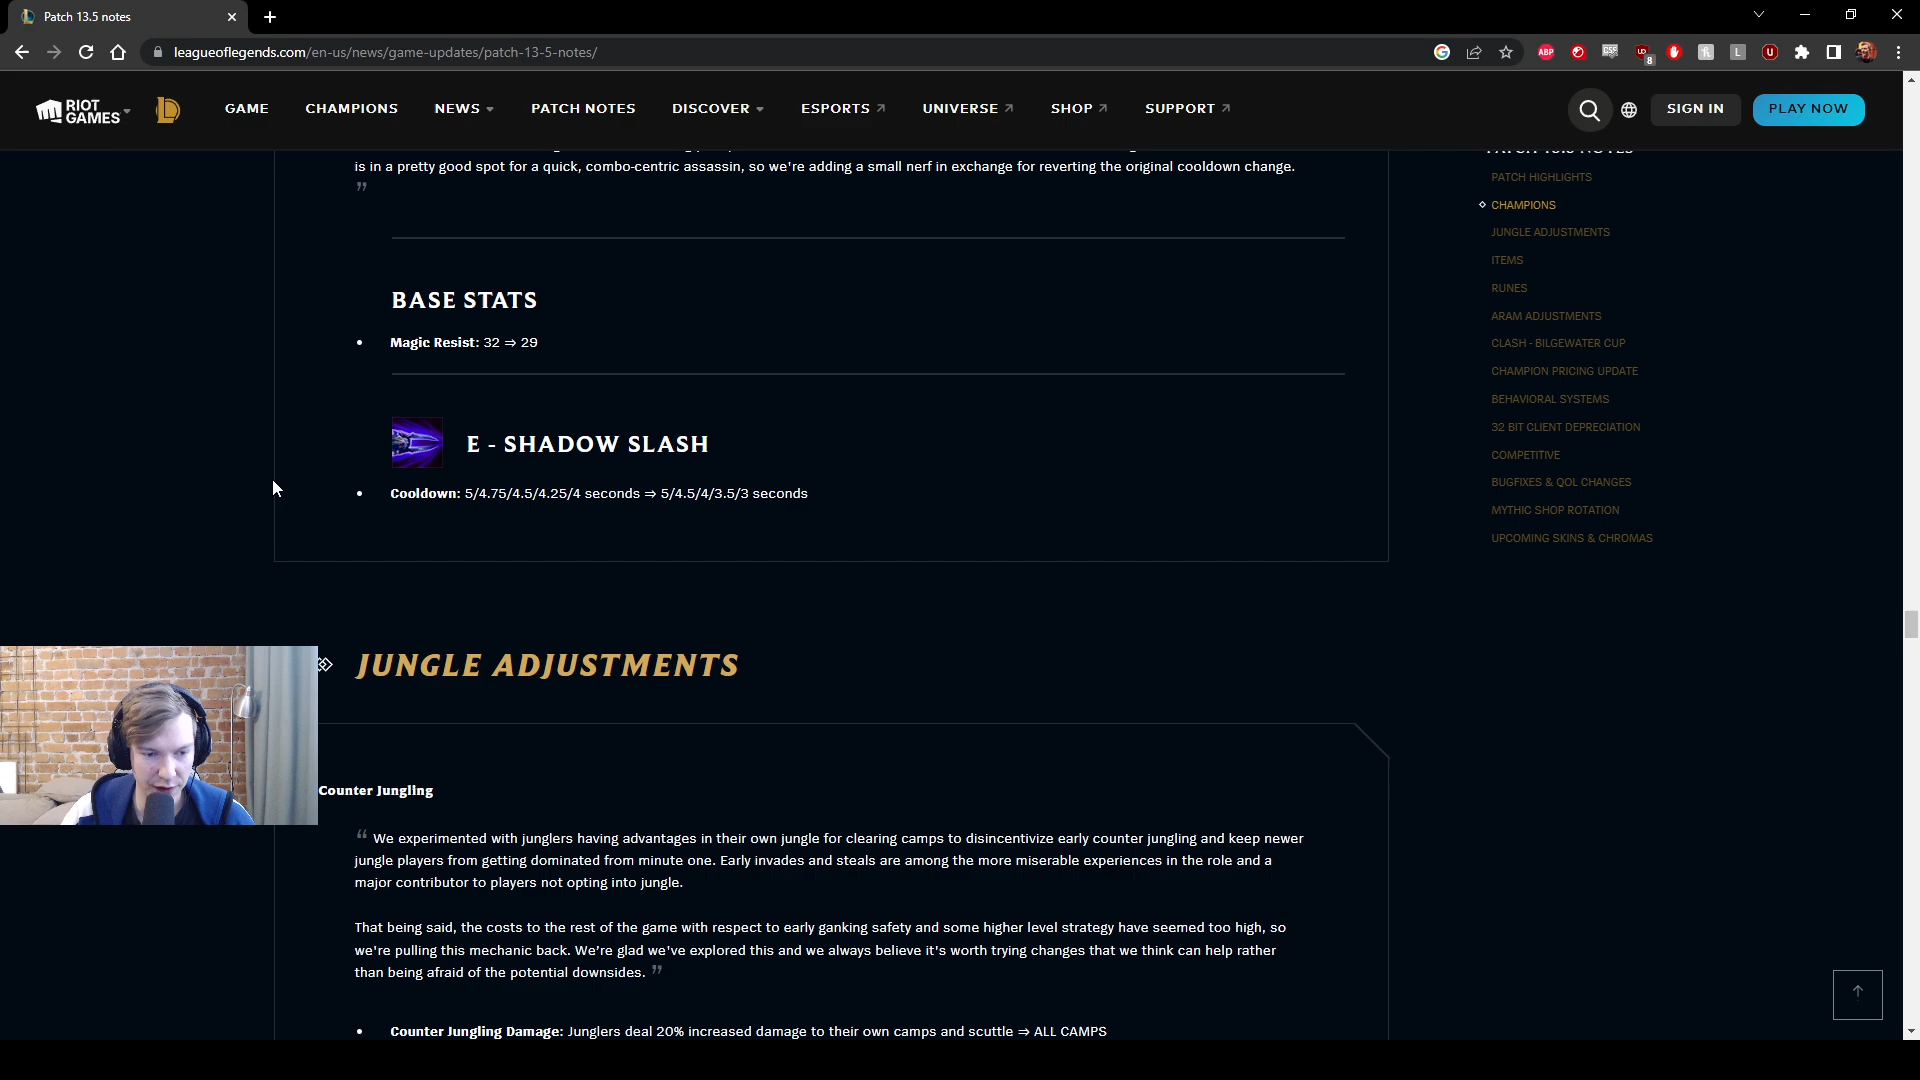 Patch 13.5 notes
leagueoflegends.com/en-us/news/game-updates/patch-13-5-notes/
RIOT GAMES
GAME
CHAMPIONS
NEWS
PATCH NOTES
DISCOVER
ESPORTS
UNIVERSE
SHOP
SUPPORT
SIGN IN
PLAY NOW
is in a pretty good spot for a quick, combo-centric assassin, so we're adding a small nerf in exchange for reverting the original cooldown change.
”
BASE STATS
• Magic Resist: 32 ⇒ 29
E - SHADOW SLASH
• Cooldown: 5/4.75/4.5/4.25/4 seconds ⇒ 5/4.5/4/3.5/3 seconds
JUNGLE ADJUSTMENTS
Counter Jungling
“ We experimented with junglers having advantages in their own jungle for clearing camps to disincentivize early counter jungling and keep newer
jungle players from getting dominated from minute one. Early invades and steals are among the more miserable experiences in the role and a
major contributor to players not opting into jungle.
That being said, the costs to the rest of the game with respect to early ganking safety and some higher level strategy have seemed too high, so
we're pulling this mechanic back. We’re glad we've explored this and we always believe it's worth trying changes that we think can help rather
than being afraid of the potential downsides. ”
• Counter Jungling Damage: Junglers deal 20% increased damage to their own camps and scuttle ⇒ ALL CAMPS
PATCH 13.5 NOTES
PATCH HIGHLIGHTS
CHAMPIONS
JUNGLE ADJUSTMENTS
ITEMS
RUNES
ARAM ADJUSTMENTS
CLASH - BILGEWATER CUP
CHAMPION PRICING UPDATE
BEHAVIORAL SYSTEMS
32 BIT CLIENT DEPRECIATION
COMPETITIVE
BUGFIXES & QOL CHANGES
MYTHIC SHOP ROTATION
UPCOMING SKINS & CHROMAS